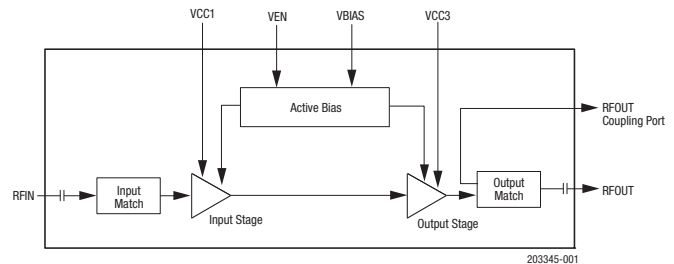 VCC1
VEN
VBIAS
VCC3
Active Bias
RFOUT
Coupling Port
RFIN
Input
Match
Input Stage
Output Stage
Output
Match
RFOUT
203345-001